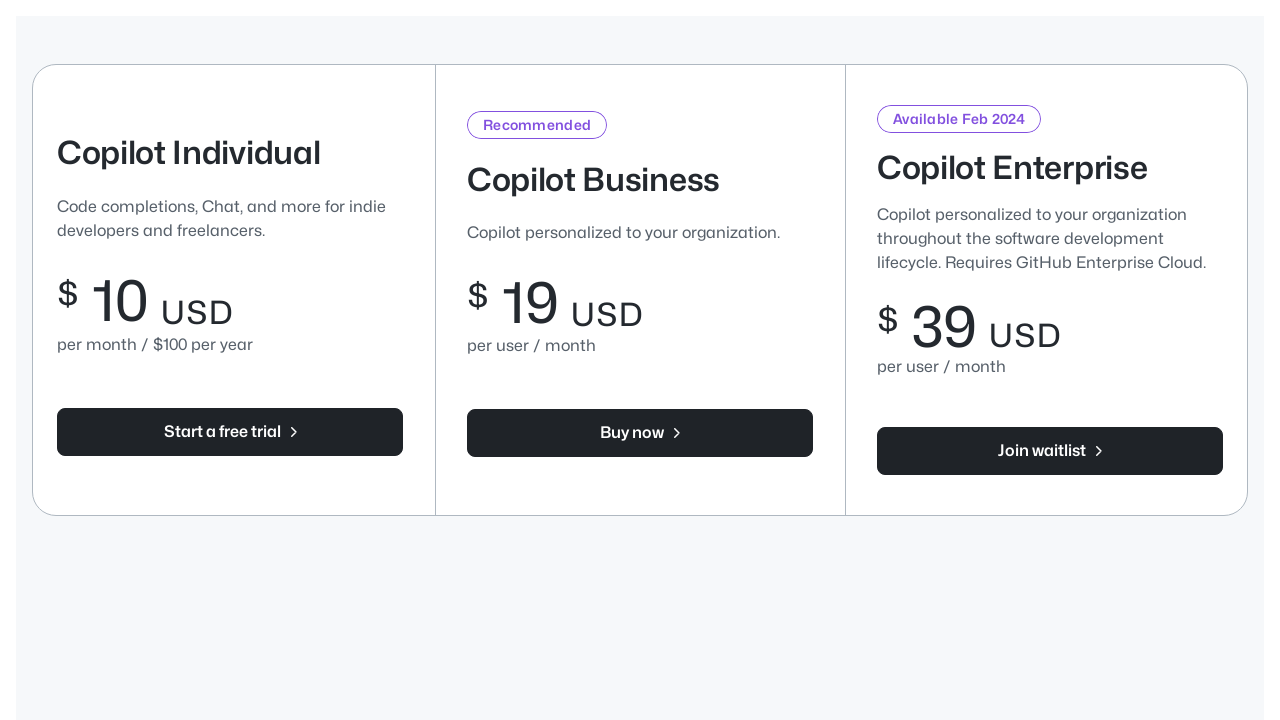 Copilot Individual
Code completions, Chat, and more for indie
developers and freelancers.
$ 10 USD
per month / $100 per year
Start a free trial
Recommended
Copilot Business
Copilot personalized to your organization.
$ 19 USD
per user / month
Buy now
Available Feb 2024
Copilot Enterprise
Copilot personalized to your organization
throughout the software development
lifecycle. Requires GitHub Enterprise Cloud.
$ 39 USD
per user / month
Join waitlist